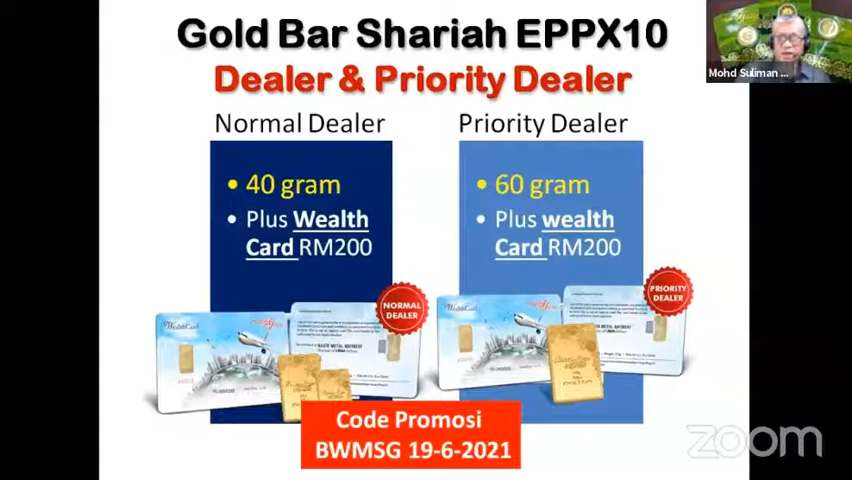 Gold Bar Shariah EPPX10
Dealer & Priority Dealer
Mohd Suliman ...
Normal Dealer
• 40 gram
• Plus Wealth
Card RM200
NORMAL
DEALER
Priority Dealer
• 60 gram
• Plus wealth
Card RM200
PRIORITY
DEALER
WealthCard
Code Promosi
BWMSG 19-6-2021
zoom